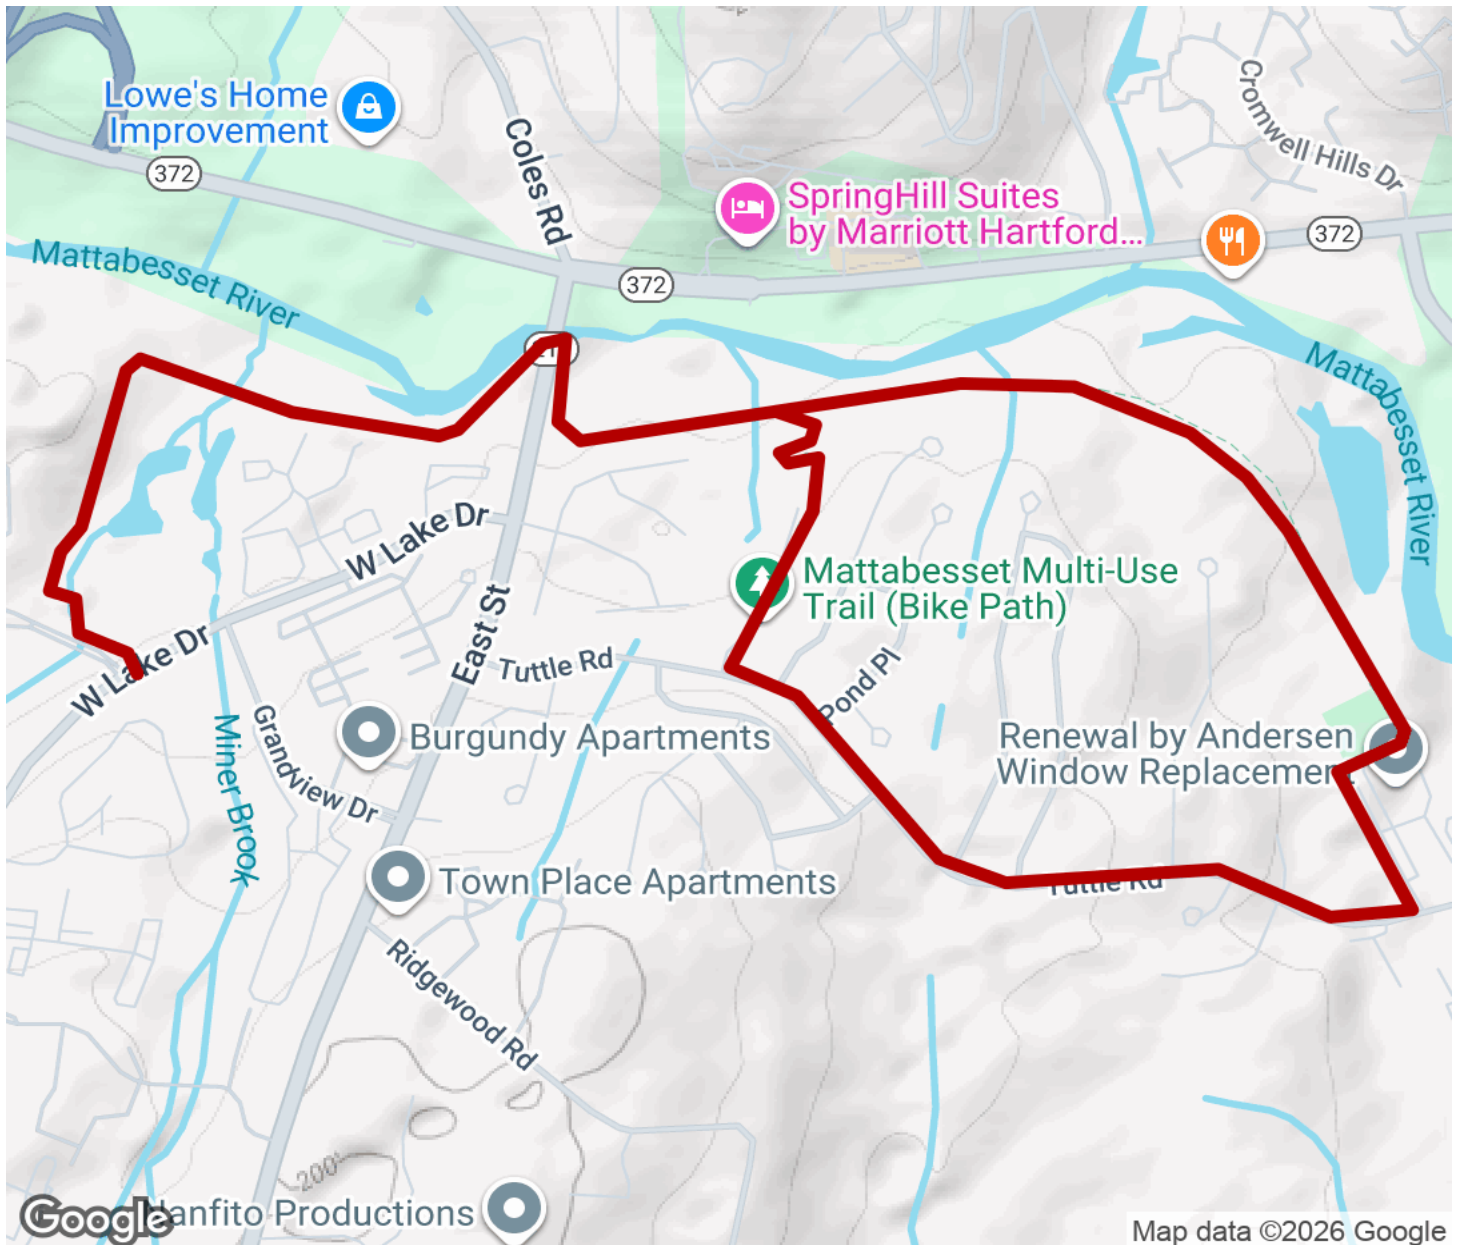 Cromwell Hills Dr
Lowe's Home
Improvement
372
Coles Rd
SpringHill Suites
by Marriott Hartford...
372
Mattabesset River
372
Mattabesset River
W Lake Dr
Mattabesset Multi-Use
Trail (Bike Path)
East St
Tuttle Rd
W Lake Dr
Pond Pl
Grandview Dr
Miner Brook
Burgundy Apartments
Renewal by Andersen
Window Replacement
Town Place Apartments
Tuttle Rd
Ridgewood Rd
200'
Google
Productions
Map data ©2026 Google